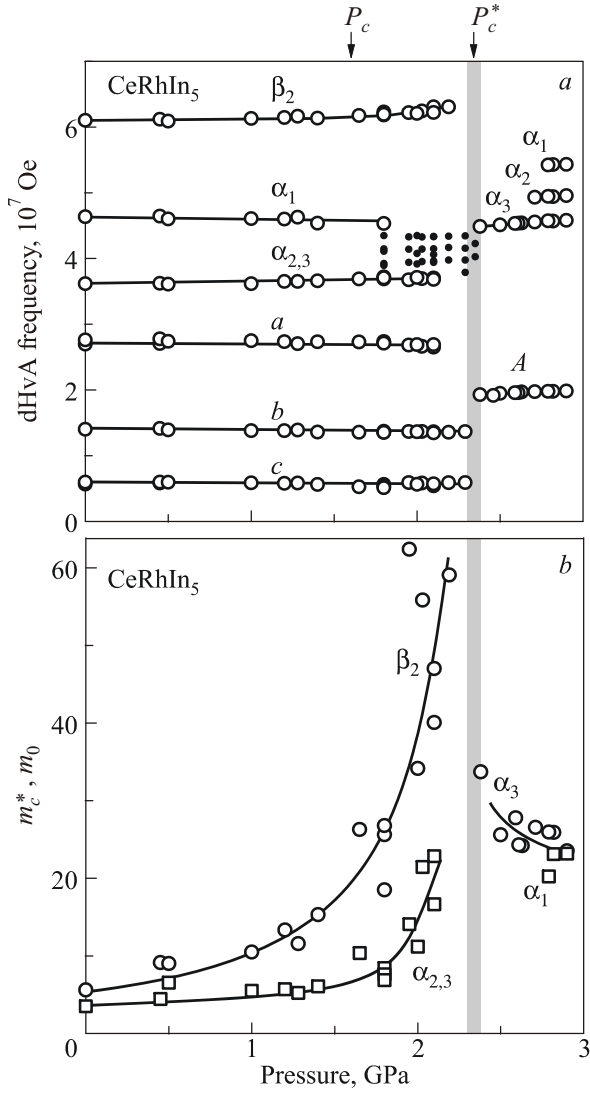 P_c P_c^*
CeRhIn_5 a
β_2
6
α_1
α_1
α_2
α_3
4
α_{2,3}
a
A
2
b
c
0
dHvA frequency, 10^7 Oe
CeRhIn_5 b
60
β_2
40
α_3
20
α_1
α_{2,3}
0 1 2 3
m_c^*, m_0
Pressure, GPa